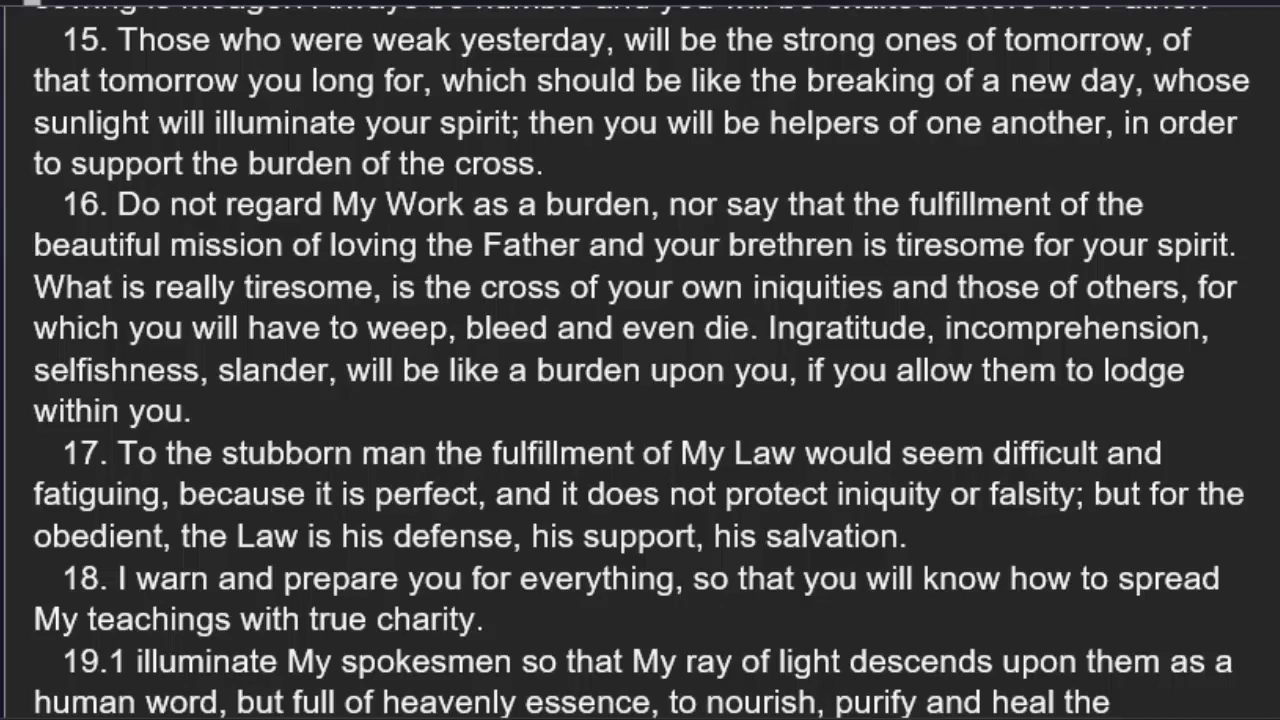 15. Those who were weak yesterday, will be the strong ones of tomorrow, of
that tomorrow you long for, which should be like the breaking of a new day, whose
sunlight will illuminate your spirit; then you will be helpers of one another, in order
to support the burden of the cross.
16. Do not regard My Work as a burden, nor say that the fulfillment of the
beautiful mission of loving the Father and your brethren is tiresome for your spirit.
What is really tiresome, is the cross of your own iniquities and those of others, for
which you will have to weep, bleed and even die. Ingratitude, incomprehension,
selfishness, slander, will be like a burden upon you, if you allow them to lodge
within you.
17. To the stubborn man the fulfillment of My Law would seem difficult and
fatiguing, because it is perfect, and it does not protect iniquity or falsity; but for the
obedient, the Law is his defense, his support, his salvation.
18. I warn and prepare you for everything, so that you will know how to spread
My teachings with true charity.
19.1 illuminate My spokesmen so that My ray of light descends upon them as a
human word, but full of heavenly essence, to nourish, purify and heal the